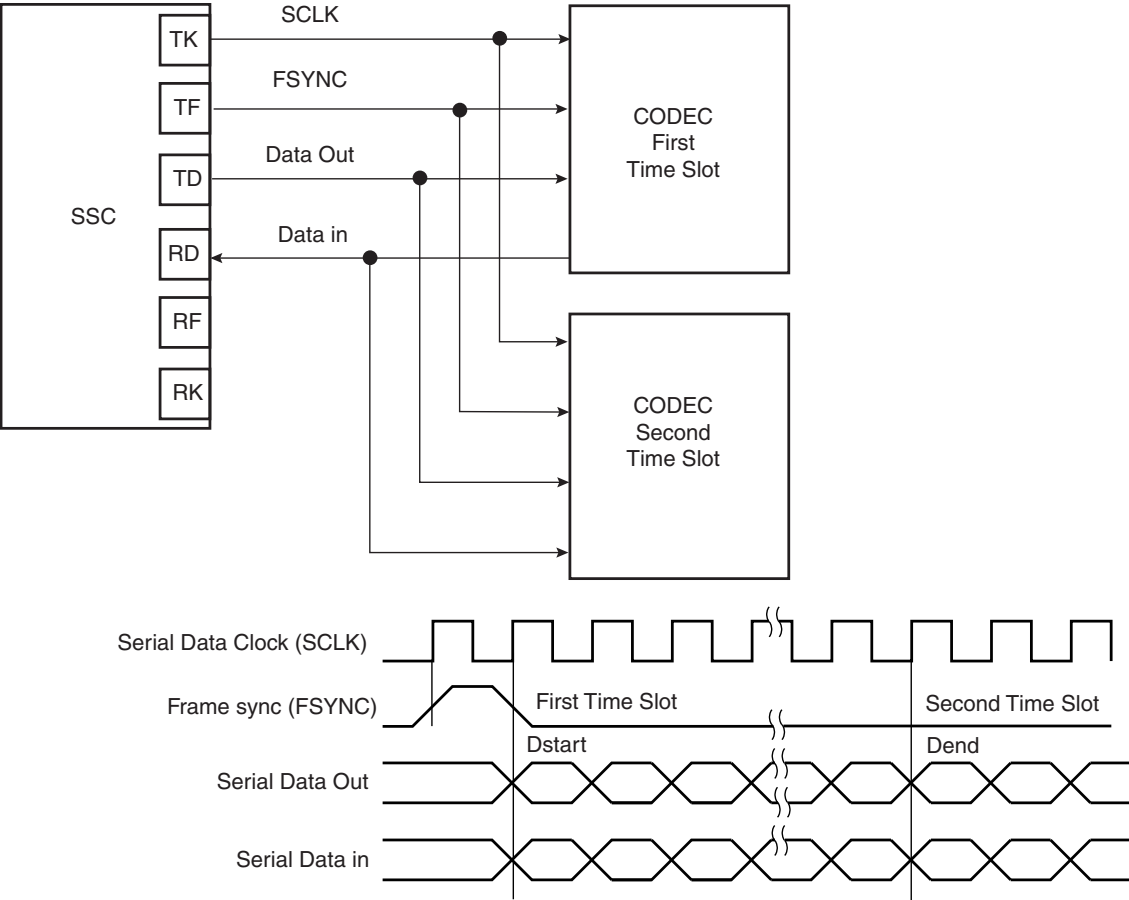 SCLK
TK
FSYNC
TF
CODEC
First
Time Slot
Data Out
TD
SSC
Data in
RD
RF
RK
CODEC
Second
Time Slot
Serial Data Clock (SCLK)
Frame sync (FSYNC)
First Time Slot
Second Time Slot
Dstart
Dend
Serial Data Out
Serial Data in